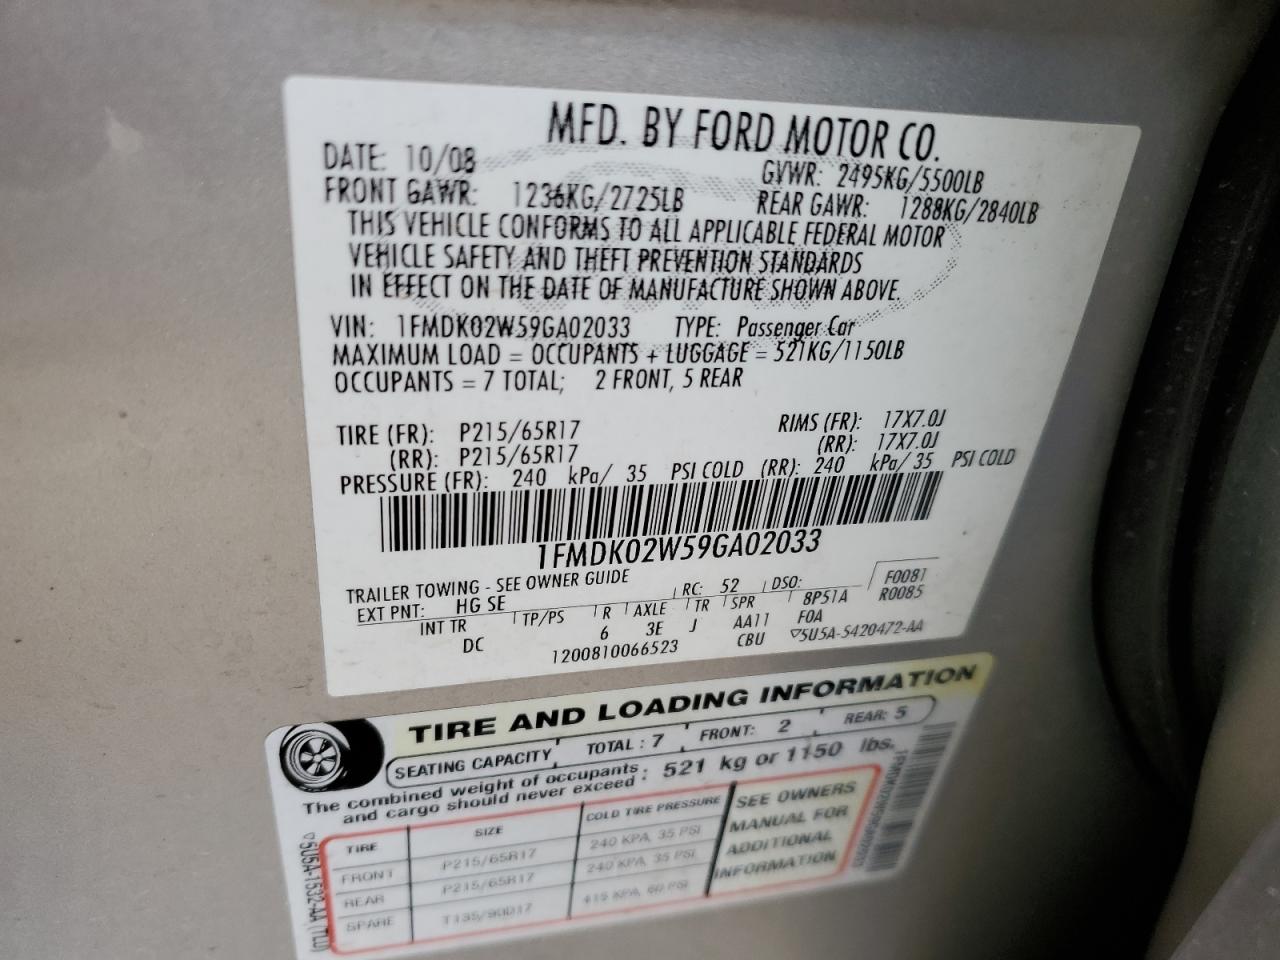 MFD. BY FORD MOTOR CO.
DATE: 10/08 GVWR: 2495KG/5500LB
FRONT GAWR: 1236KG/2725LB REAR GAWR: 1288KG/2840LB
THIS VEHICLE CONFORMS TO ALL APPLICABLE FEDERAL MOTOR
VEHICLE SAFETY AND THEFT PREVENTION STANDARDS
IN EFFECT ON THE DATE OF MANUFACTURE SHOWN ABOVE.
VIN: 1FMDK02W59GA02033 TYPE: Passenger Car
MAXIMUM LOAD = OCCUPANTS + LUGGAGE = 521KG/1150LB
OCCUPANTS = 7 TOTAL; 2 FRONT, 5 REAR
TIRE (FR): P215/65R17 RIMS (FR): 17X7.0J
(RR): P215/65R17 (RR): 17X7.0J
PRESSURE (FR): 240 kPa/ 35 PSI COLD (RR): 240 kPa/ 35 PSI COLD
1FMDK02W59GA02033
TRAILER TOWING - SEE OWNER GUIDE RC: 52 DSO: F0081
EXT PNT: HG SE 8P51A R0085
INT TR TP/PS R AXLE TR SPR F0A
DC 6 3E J AA11 5U5A-5420472-AA
1200810066523 CBU
TIRE AND LOADING INFORMATION
SEATING CAPACITY TOTAL : 7 FRONT: 2 REAR: 5
The combined weight of occupants and cargo should never exceed : 521 kg or 1150 lbs.
TIRE SIZE COLD TIRE PRESSURE
FRONT P215/65R17 240 KPA, 35 PSI
REAR P215/65R17 240 KPA, 35 PSI
SPARE T135/90D17 415 KPA, 60 PSI
SEE OWNERS
MANUAL FOR
ADDITIONAL
INFORMATION
5U5A-1532-AA (TLU)
1FMDK02W59GA02033